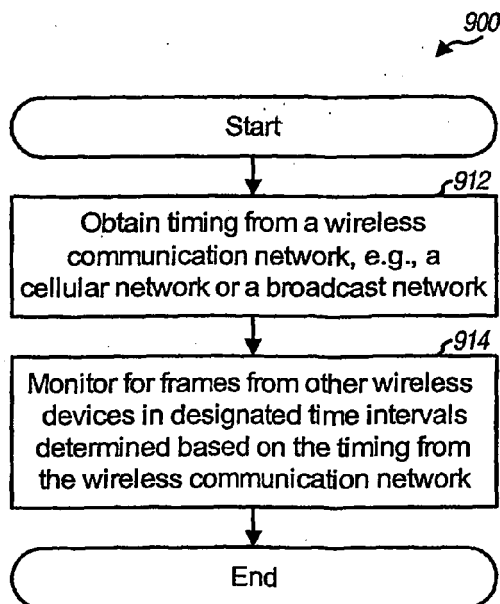 900
Start
912
Obtain timing from a wireless
communication network, e.g., a
cellular network or a broadcast network
914
Monitor for frames from other wireless
devices in designated time intervals
determined based on the timing from
the wireless communication network
End